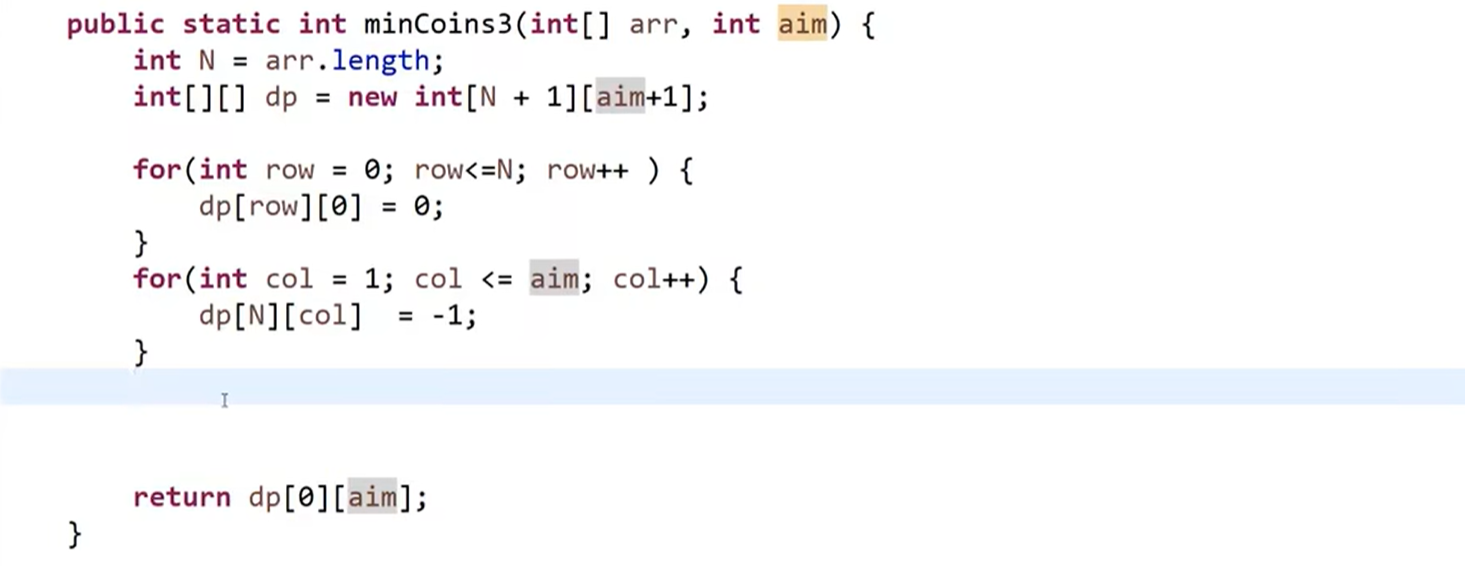 public static int minCoins3(int[] arr, int aim) {
    int N = arr.length;
    int[][] dp = new int[N + 1][aim+1];

    for(int row = 0; row<=N; row++ ) {
        dp[row][0] = 0;
    }
    for(int col = 1; col <= aim; col++) {
        dp[N][col]  = -1;
    }

    return dp[0][aim];
}